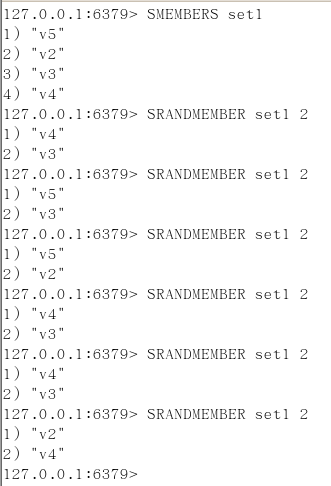 127.0.0.1:6379> SMEMBERS set1
1) "v5"
2) "v2"
3) "v3"
4) "v4"
127.0.0.1:6379> SRANDMEMBER set1 2
1) "v4"
2) "v3"
127.0.0.1:6379> SRANDMEMBER set1 2
1) "v5"
2) "v3"
127.0.0.1:6379> SRANDMEMBER set1 2
1) "v5"
2) "v2"
127.0.0.1:6379> SRANDMEMBER set1 2
1) "v4"
2) "v3"
127.0.0.1:6379> SRANDMEMBER set1 2
1) "v4"
2) "v3"
127.0.0.1:6379> SRANDMEMBER set1 2
1) "v2"
2) "v4"
127.0.0.1:6379>